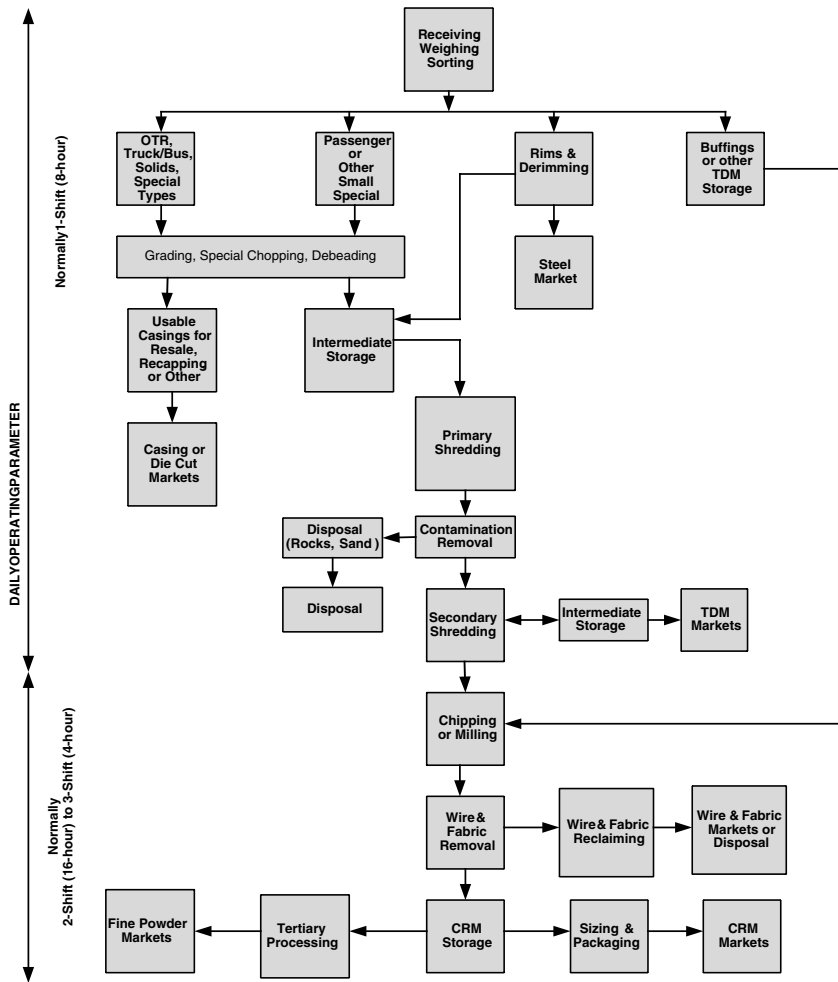 Receiving
Weighing
Sorting
OTR,
Truck/Bus,
Solids,
Special
Types
Passenger
or
Other
Small
Special
Rims &
Derimming
Buffings
or other
TDM
Storage
Grading, Special Chopping, Debeading
Steel
Market
Usable
Casings for
Resale,
Recapping
or Other
Intermediate
Storage
Casing or
Die Cut
Markets
Primary
Shredding
Disposal
(Rocks, Sand )
Contamination
Removal
Disposal
Secondary
Shredding
Intermediate
Storage
TDM
Markets
Chipping
or Milling
Wire &
Fabric
Removal
Wire & Fabric
Reclaiming
Wire & Fabric
Markets or
Disposal
Fine Powder
Markets
Tertiary
Processing
CRM
Storage
Sizing &
Packaging
CRM
Markets
DAILYOPERATINGPARAMETER
Normally1-Shift (8-hour)
Normally
2-Shift (16-hour) to 3-Shift (4-hour)